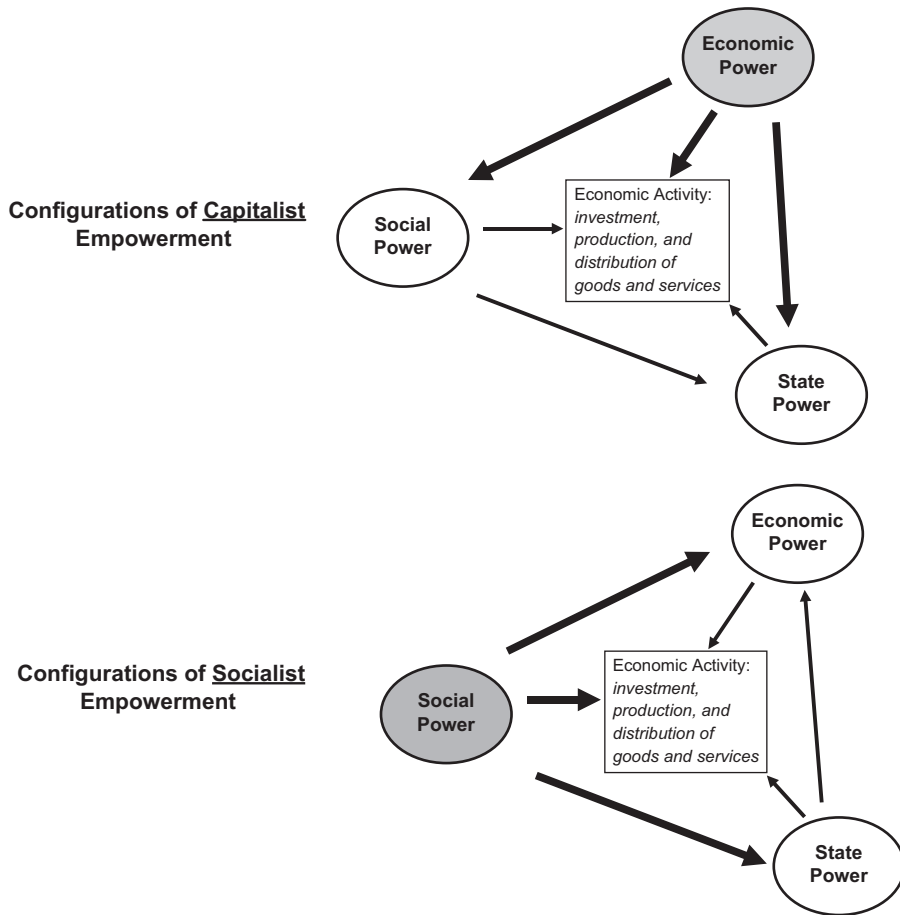 Economic
Power
Configurations of Capitalist
Empowerment
Social
Power
Economic Activity:
investment,
production, and
distribution of
goods and services
State
Power
Economic
Power
Configurations of Socialist
Empowerment
Social
Power
Economic Activity:
investment,
production, and
distribution of
goods and services
State
Power